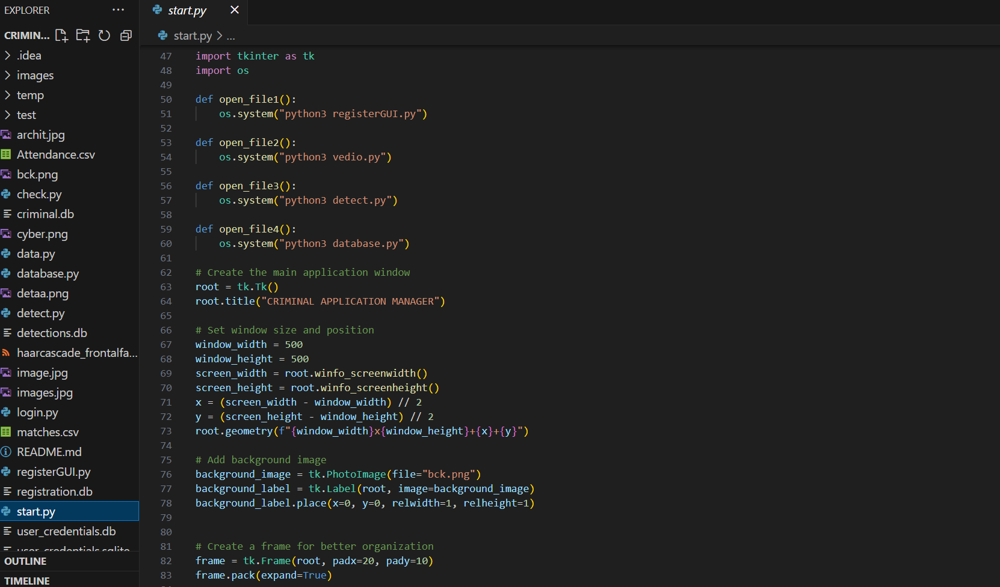 EXPLORER
CRIMIN...
.idea
images
temp
test
archit.jpg
Attendance.csv
bck.png
check.py
criminal.db
cyber.png
data.py
database.py
detaa.png
detect.py
detections.db
haarcascade_frontalfa...
image.jpg
images.jpg
login.py
matches.csv
README.md
registerGUI.py
registration.db
start.py
user_credentials.db
user_credentials.sqlite
OUTLINE
TIMELINE
start.py
start.py > ...
47 import tkinter as tk
48 import os
49
50 def open_file1():
51     os.system("python3 registerGUI.py")
52
53 def open_file2():
54     os.system("python3 vedio.py")
55
56 def open_file3():
57     os.system("python3 detect.py")
58
59 def open_file4():
60     os.system("python3 database.py")
61
62 # Create the main application window
63 root = tk.Tk()
64 root.title("CRIMINAL APPLICATION MANAGER")
65
66 # Set window size and position
67 window_width = 500
68 window_height = 500
69 screen_width = root.winfo_screenwidth()
70 screen_height = root.winfo_screenheight()
71 x = (screen_width - window_width) // 2
72 y = (screen_height - window_height) // 2
73 root.geometry(f"{window_width}x{window_height}+{x}+{y}")
74
75 # Add background image
76 background_image = tk.PhotoImage(file="bck.png")
77 background_label = tk.Label(root, image=background_image)
78 background_label.place(x=0, y=0, relwidth=1, relheight=1)
79
80
81 # Create a frame for better organization
82 frame = tk.Frame(root, padx=20, pady=10)
83 frame.pack(expand=True)